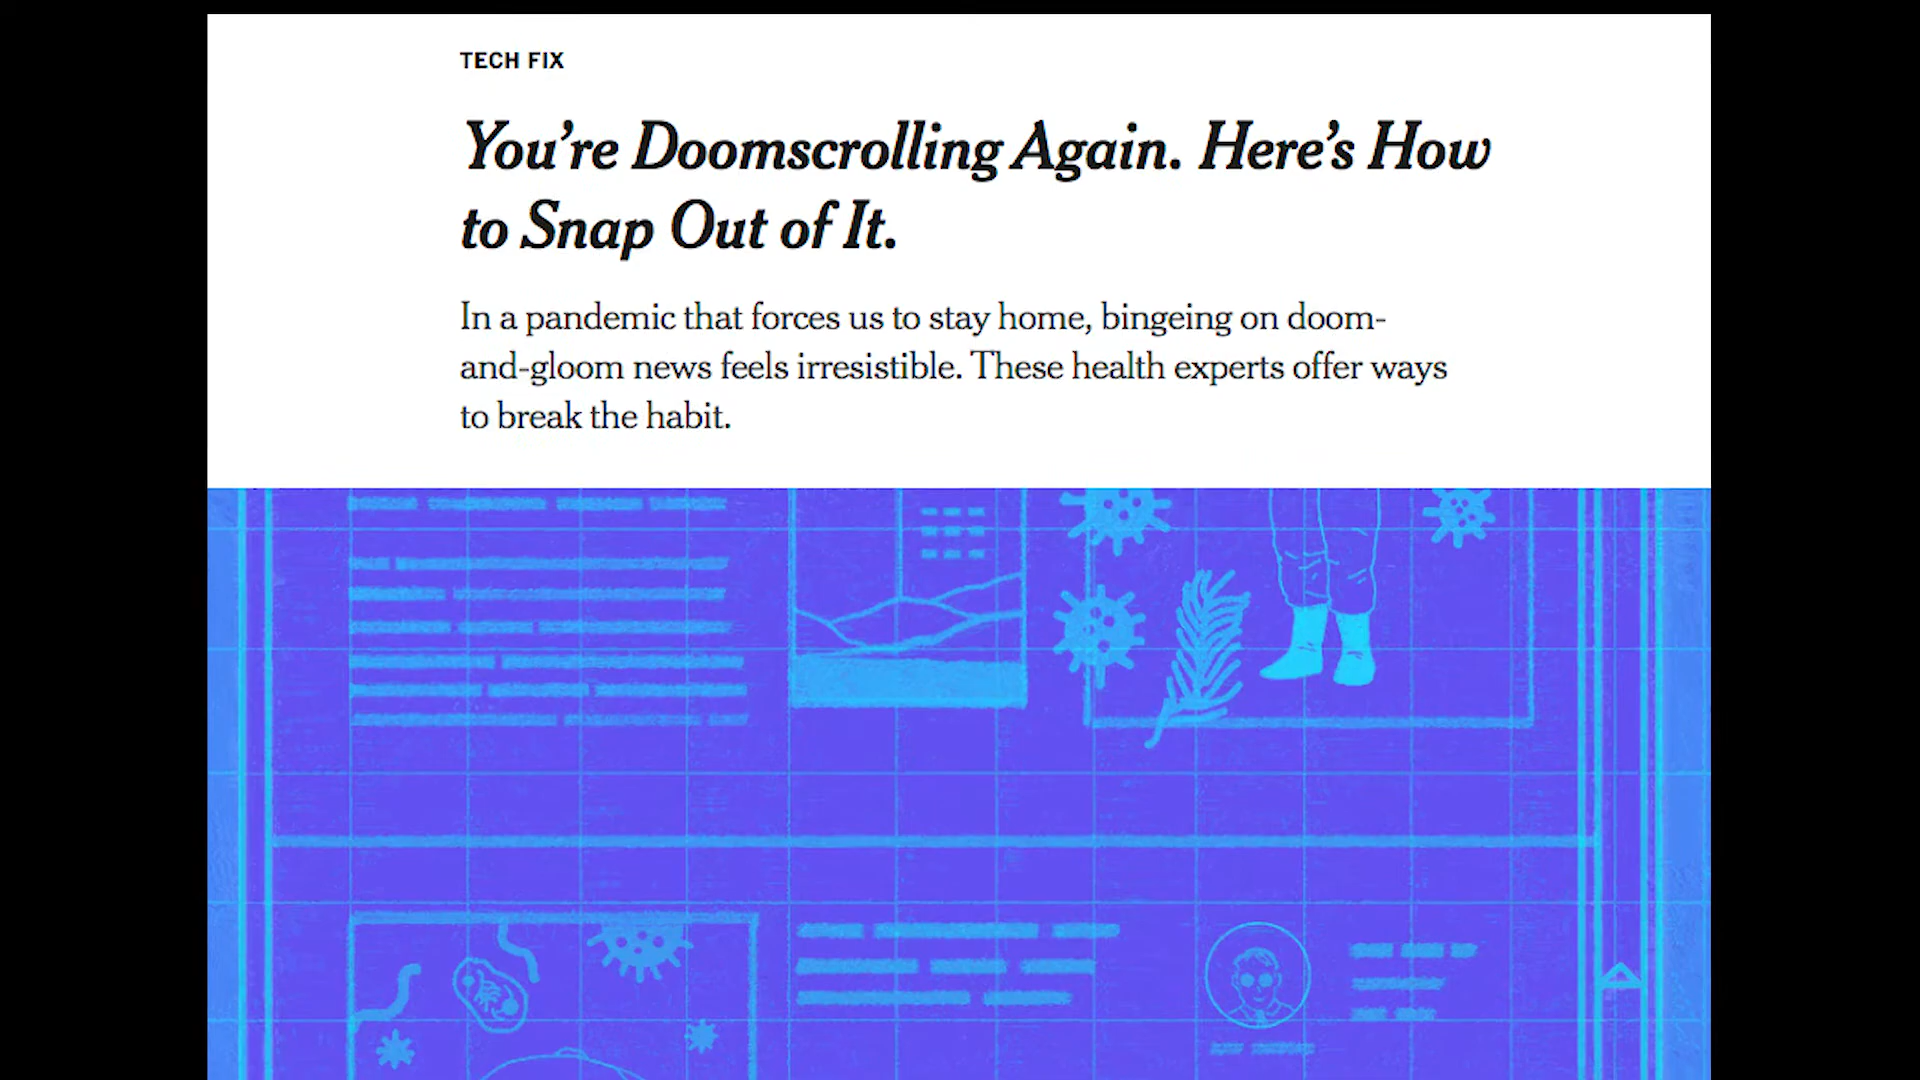 TECH FIX
You’re Doomscrolling Again. Here’s How
to Snap Out of It.
In a pandemic that forces us to stay home, bingeing on doom-
and-gloom news feels irresistible. These health experts offer ways
to break the habit.